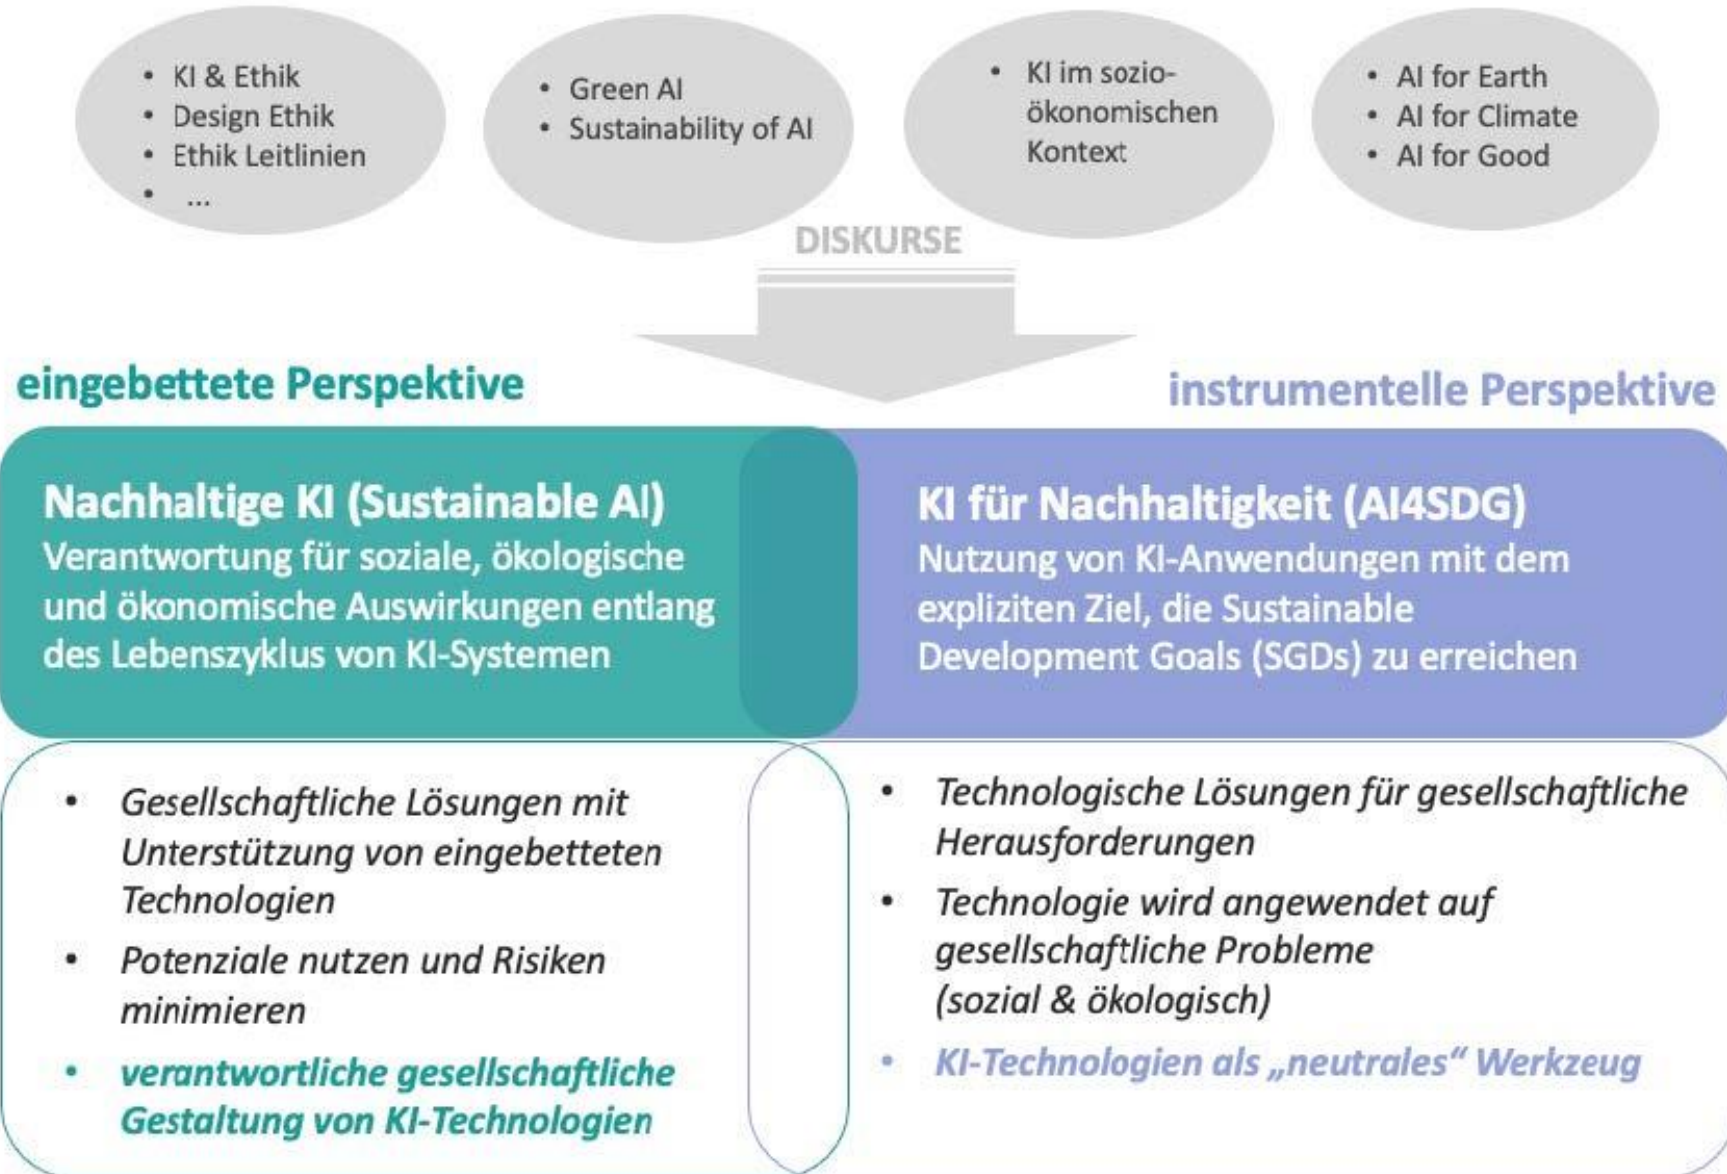 • KI & Ethik
• Design Ethik
• Ethik Leitlinien
• ...
• Green AI
• Sustainability of AI
• KI im sozio-
ökonomischen
Kontext
• AI for Earth
• AI for Climate
• AI for Good
DISKURSE
eingebettete Perspektive
instrumentelle Perspektive
Nachhaltige KI (Sustainable AI)
Verantwortung für soziale, ökologische
und ökonomische Auswirkungen entlang
des Lebenszyklus von KI-Systemen
KI für Nachhaltigkeit (AI4SDG)
Nutzung von KI-Anwendungen mit dem
expliziten Ziel, die Sustainable
Development Goals (SGDs) zu erreichen
• Gesellschaftliche Lösungen mit
Unterstützung von eingebetteten
Technologien
• Potenziale nutzen und Risiken
minimieren
• verantwortliche gesellschaftliche
Gestaltung von KI-Technologien
• Technologische Lösungen für gesellschaftliche
Herausforderungen
• Technologie wird angewendet auf
gesellschaftliche Probleme
(sozial & ökologisch)
• KI-Technologien als „neutrales“ Werkzeug